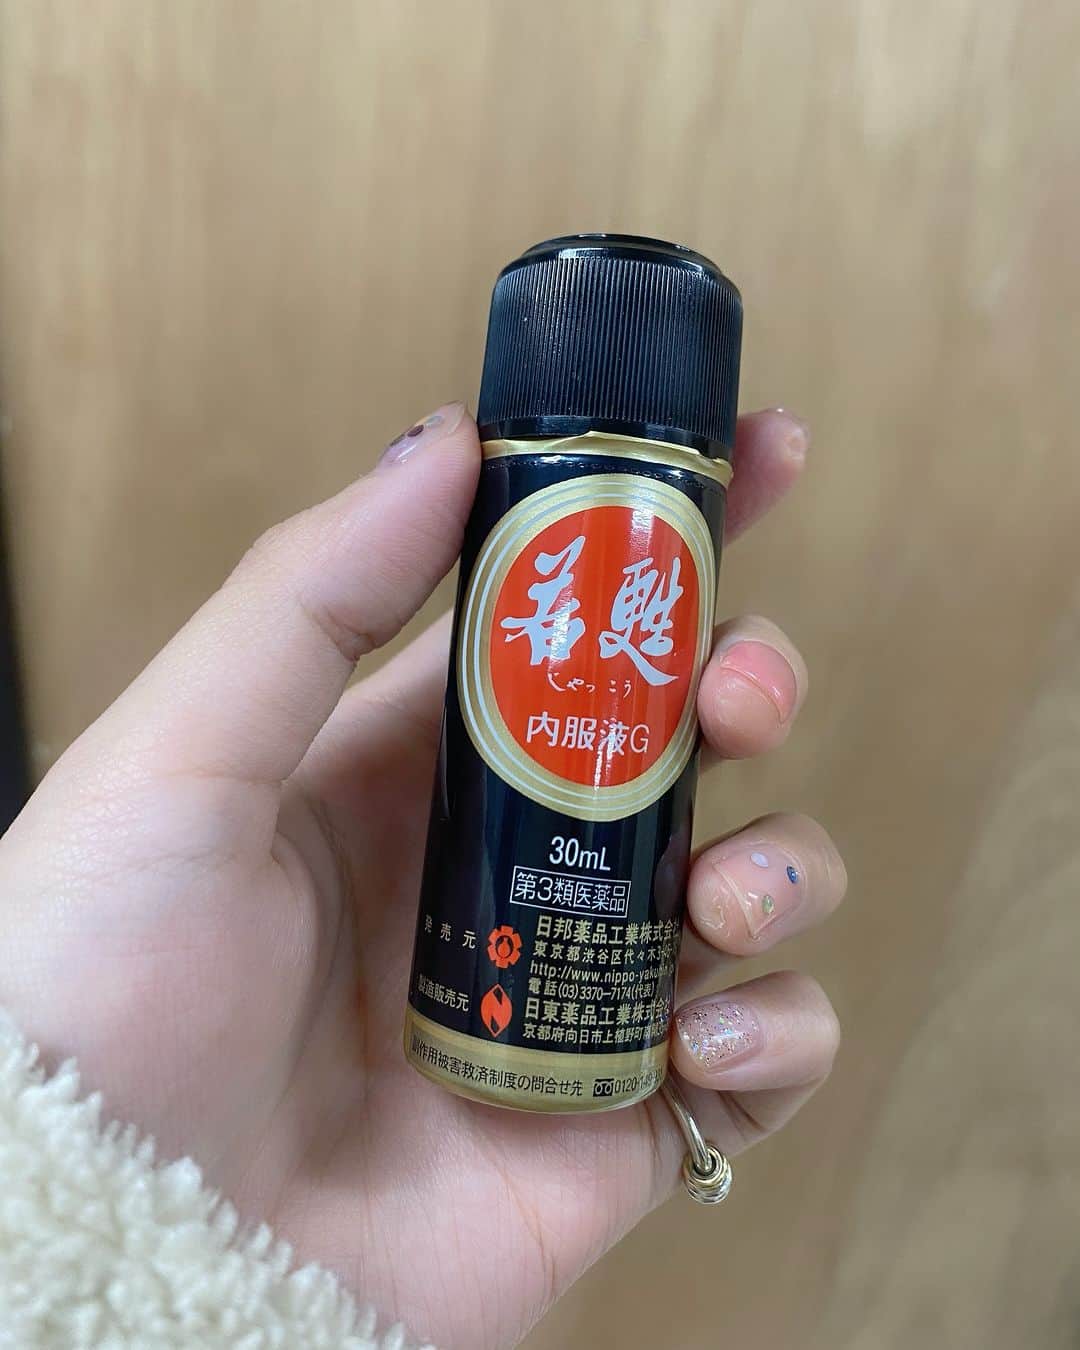 若甦
じゃっこう
内服液G
30mL
第3類医薬品
発売元
日邦薬品工業株式会社
東京都渋谷区代々木3-
http://www.nippo-yakuhin.
電話(03)3370-7174(代表)
製造販売元
日東薬品工業株式会社
京都府向日市上植野町
副作用被害救済制度の問合せ先
0120-149-